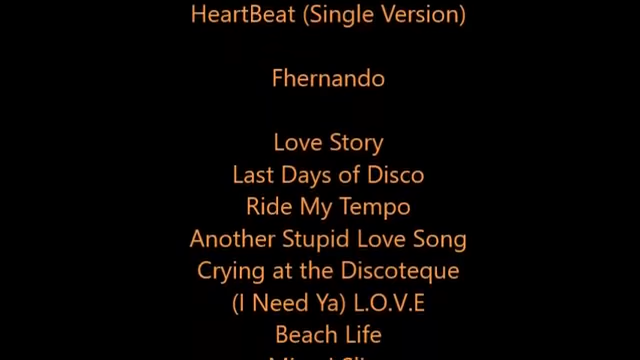 HeartBeat (Single Version)
Fhernando
Love Story
Last Days of Disco
Ride My Tempo
Another Stupid Love Song
Crying at the Discoteque
(I Need Ya) L.O.V.E
Beach Life